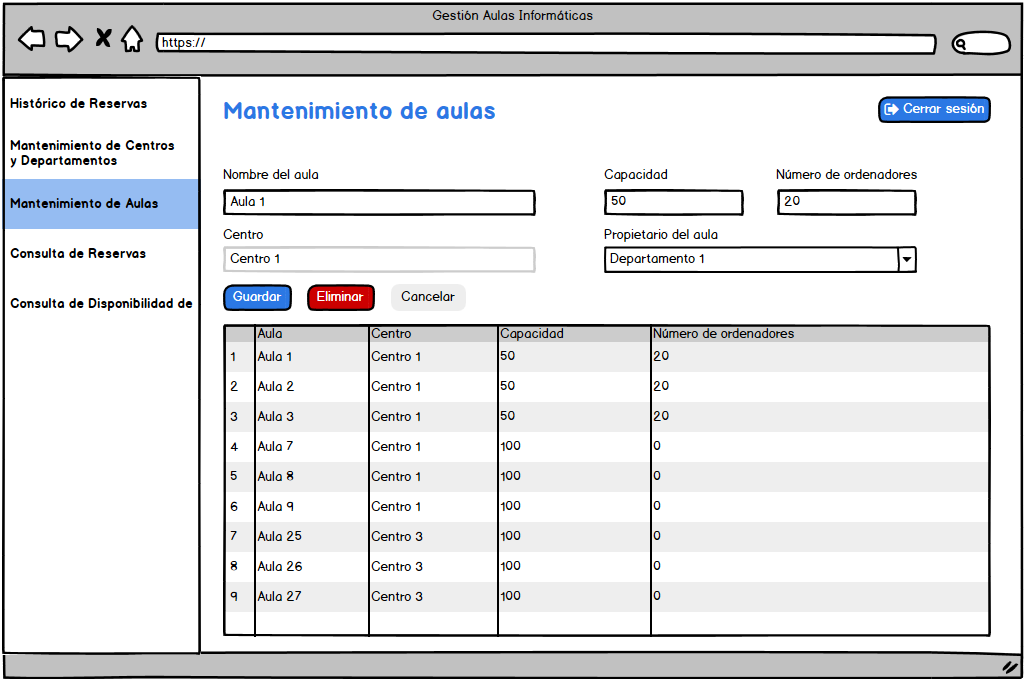 Gestión Aulas Informáticas
https://
Histórico de Reservas
Mantenimiento de Centros
y Departamentos
Mantenimiento de Aulas
Consulta de Reservas
Consulta de Disponibilidad de
Mantenimiento de aulas
Cerrar sesión
Nombre del aula
Capacidad
Número de ordenadores
Aula 1
50
20
Centro
Propietario del aula
Centro 1
Departamento 1
Guardar
Eliminar
Cancelar
Aula Centro Capacidad Número de ordenadores
1 Aula 1 Centro 1 50 20
2 Aula 2 Centro 1 50 20
3 Aula 3 Centro 1 50 20
4 Aula 7 Centro 1 100 0
5 Aula 8 Centro 1 100 0
6 Aula 9 Centro 1 100 0
7 Aula 25 Centro 3 100 0
8 Aula 26 Centro 3 100 0
9 Aula 27 Centro 3 100 0